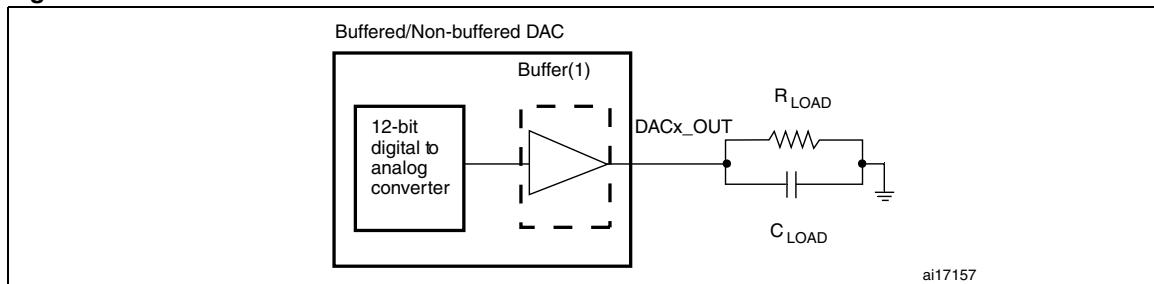 Buffered/Non-buffered DAC
Buffer(1)
12-bit
digital to
analog
converter
DACx_OUT
R LOAD
C LOAD
ai17157